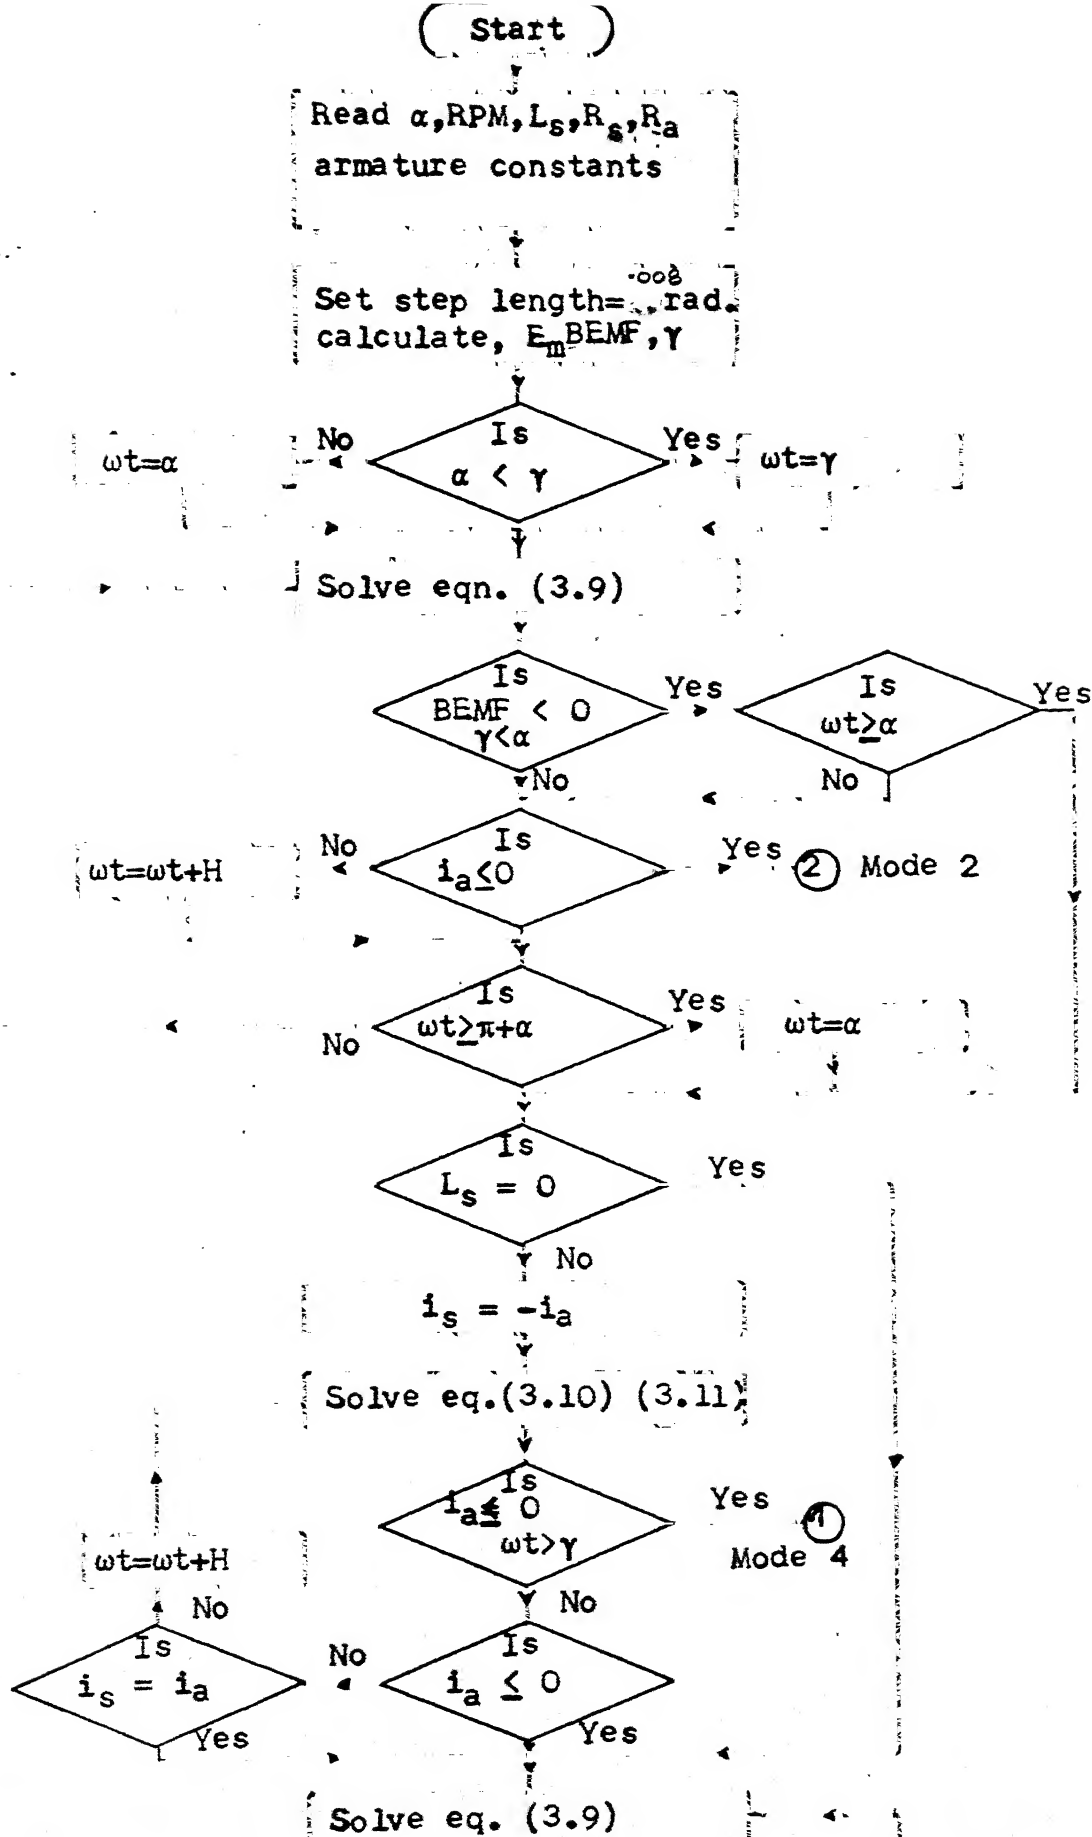 Start
Read α,RPM,Ls,Rs,Ra
armature constants
.008
Set step length= rad.
calculate, EmBEMF,γ
No
Is
α < γ
Yes
ωt=α
ωt=γ
Solve eqn. (3.9)
Is
BEMF < 0
γ<α
Yes
Is
ωt≥α
Yes
No
No
ωt=ωt+H
No
Is
ia≤0
Yes
2
Mode 2
Is
ωt≥π+α
Yes
No
ωt=α
Is
Ls = 0
Yes
No
is = -ia
Solve eq.(3.10) (3.11)
Is
ia≤ 0
ωt>γ
Yes
1
Mode 4
ωt=ωt+H
No
No
Is
is = ia
No
Is
ia ≤ 0
Yes
Yes
Solve eq. (3.9)